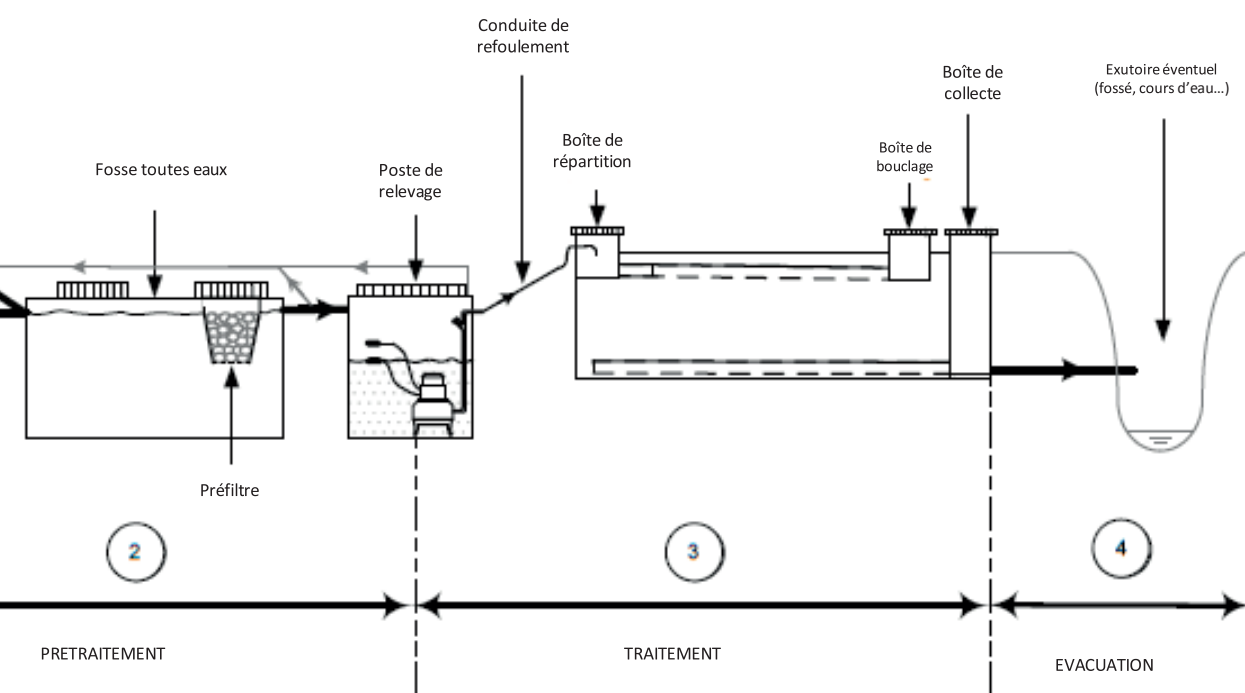 Conduite de
refoulement
Boîte de
collecte
Exutoire éventuel
(fossé, cours d'eau...)
Boîte de
répartition
Boîte de
bouclage
Fosse toutes eaux
Poste de
relevage
Préfiltre
2
3
4
PRETRAITEMENT
TRAITEMENT
EVACUATION